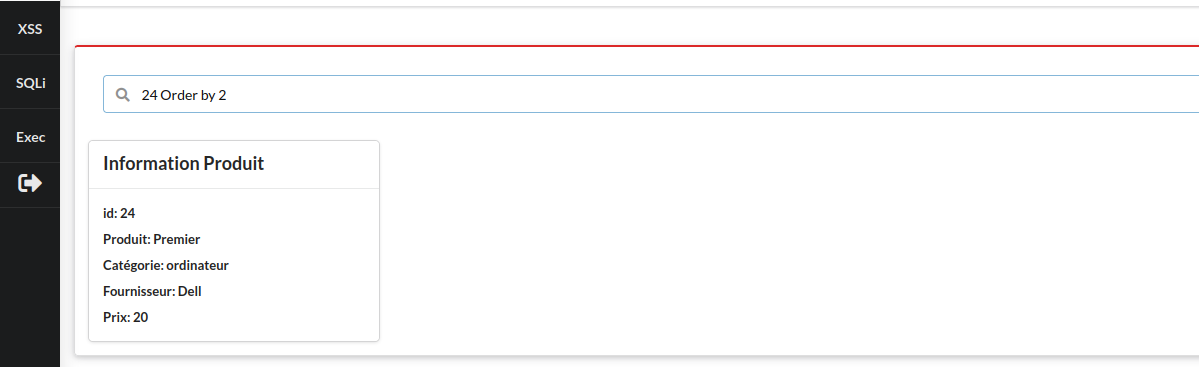 XSS
SQLi
Exec
24 Order by 2
Information Produit
id: 24
Produit: Premier
Catégorie: ordinateur
Fournisseur: Dell
Prix: 20